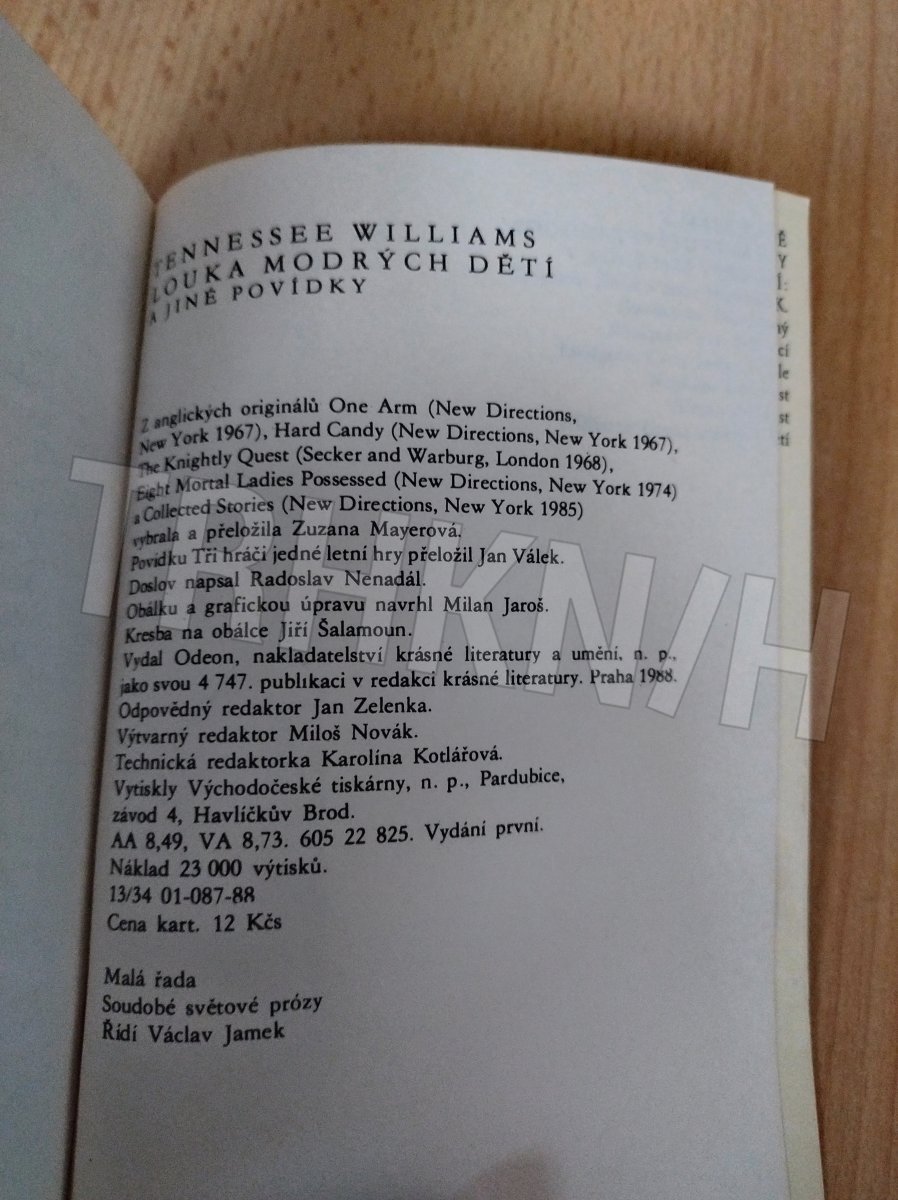 TENNESSEE WILLIAMS
LOUKA MODRÝCH DĚTÍ
A JINÉ POVÍDKY
Z anglických originálů One Arm (New Directions,
New York 1967), Hard Candy (New Directions, New York 1967),
The Knightly Quest (Secker and Warburg, London 1968),
Eight Mortal Ladies Possessed (New Directions, New York 1974)
a Collected Stories (New Directions, New York 1985)
vybrala a přeložila Zuzana Mayerová.
Povídku Tři hráči jedné letní hry přeložil Jan Válek.
Doslov napsal Radoslav Nenadál.
Obálku a grafickou úpravu navrhl Milan Jaroš.
Kresba na obálce Jiří Šalamoun.
Vydal Odeon, nakladatelství krásné literatury a umění, n. p.,
jako svou 4 747. publikaci v redakci krásné literatury. Praha 1988.
Odpovědný redaktor Jan Zelenka.
Výtvarný redaktor Miloš Novák.
Technická redaktorka Karolína Kotlářová.
Vytiskly Východočeské tiskárny, n. p., Pardubice,
závod 4, Havlíčkův Brod.
AA 8,49, VA 8,73. 605 22 825. Vydání první.
Náklad 23 000 výtisků.
13/34 01-087-88
Cena kart. 12 Kčs
Malá řada
Soudobé světové prózy
Řídí Václav Jamek
TRHKNIH